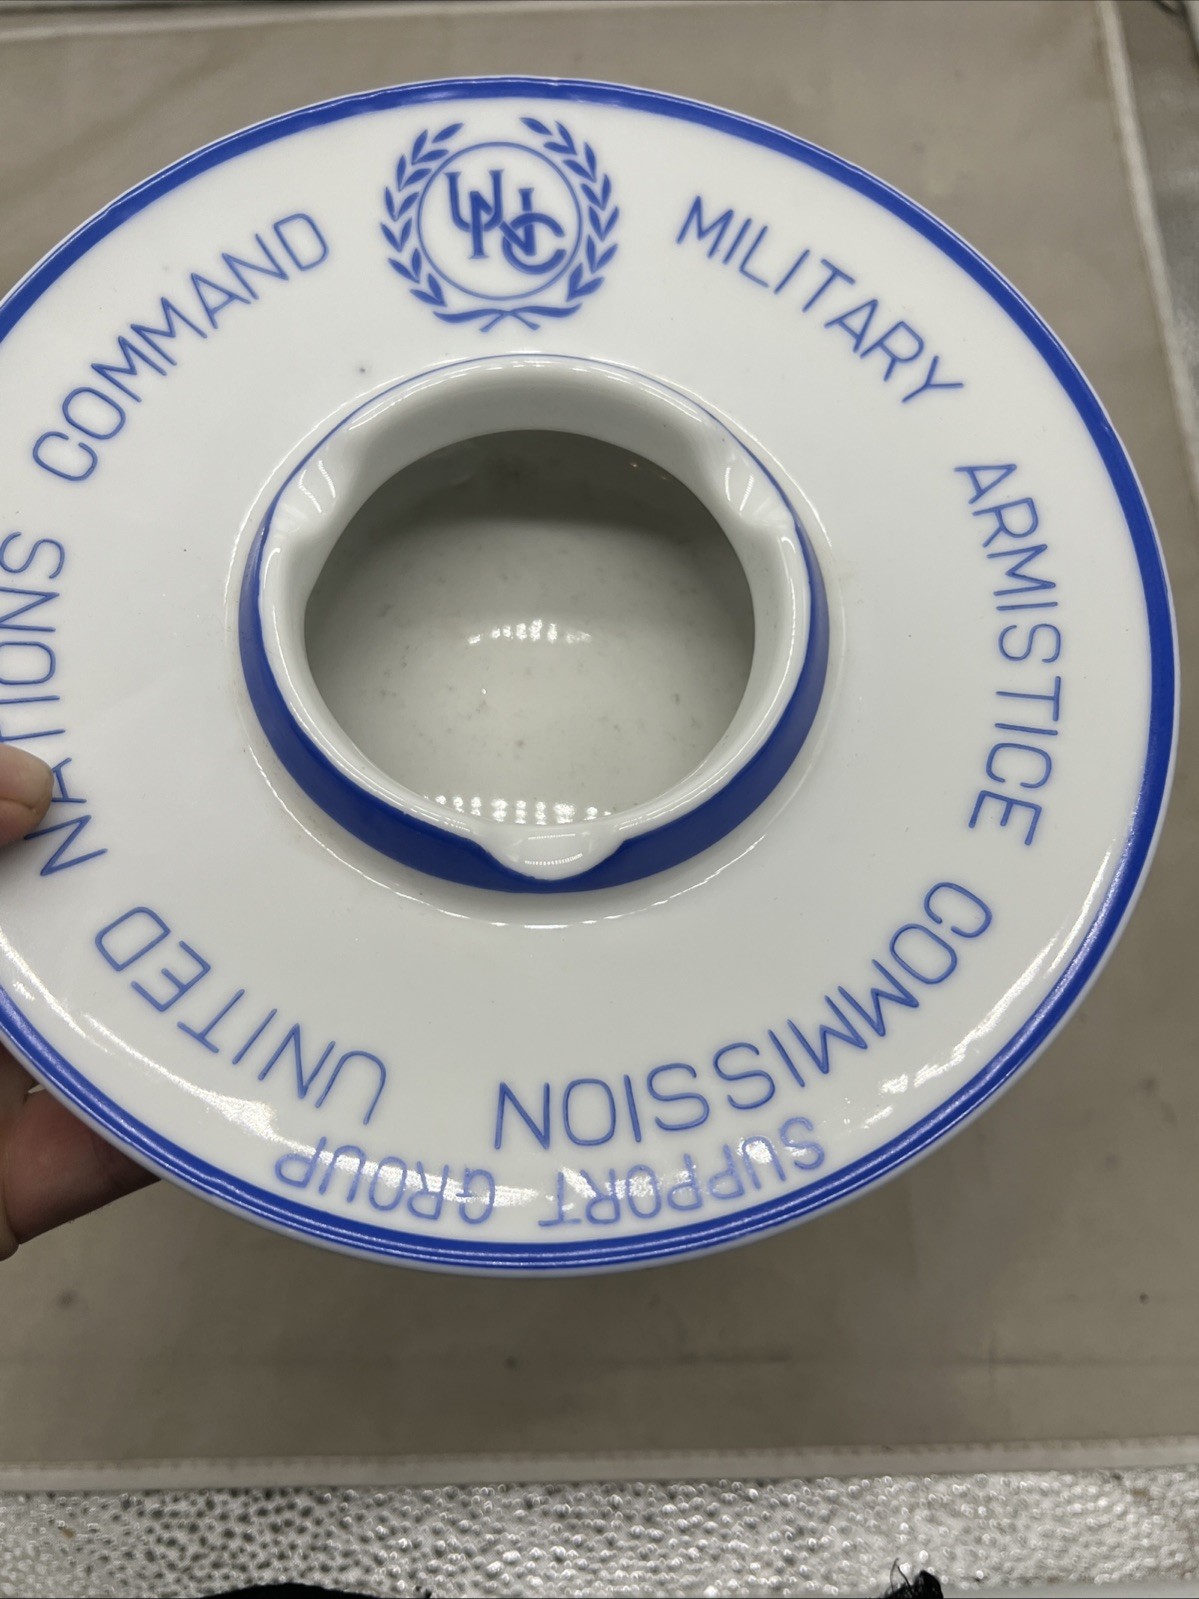 UNC
UNITED NATIONS COMMAND MILITARY ARMISTICE COMMISSION
SUPPORT GROUP